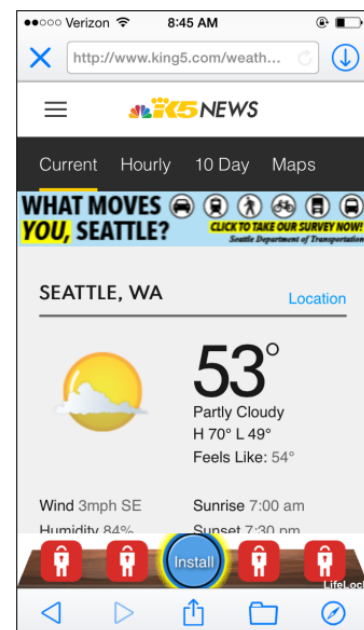 Verizon 8:45 AM
http://www.king5.com/weath...
K5 NEWS
Current Hourly 10 Day Maps
WHAT MOVES
YOU, SEATTLE?
CLICK TO TAKE OUR SURVEY NOW!
Seattle Department of Transportation
SEATTLE, WA
Location
53°
Partly Cloudy
H 70° L 49°
Feels Like: 54°
Wind 3mph SE Sunrise 7:00 am
Humidity 84% Sunset 7:30 pm
Install
LifeLock